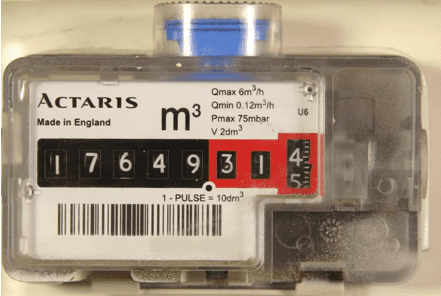 ACTARIS
Made in England
m³
Qmax 6m³/h
Qmin 0.12m³/h
Pmax 75mbar
V 2dm³
U6
1 7 6 4 9 3 1 4
5
1 - PULSE = 10dm³